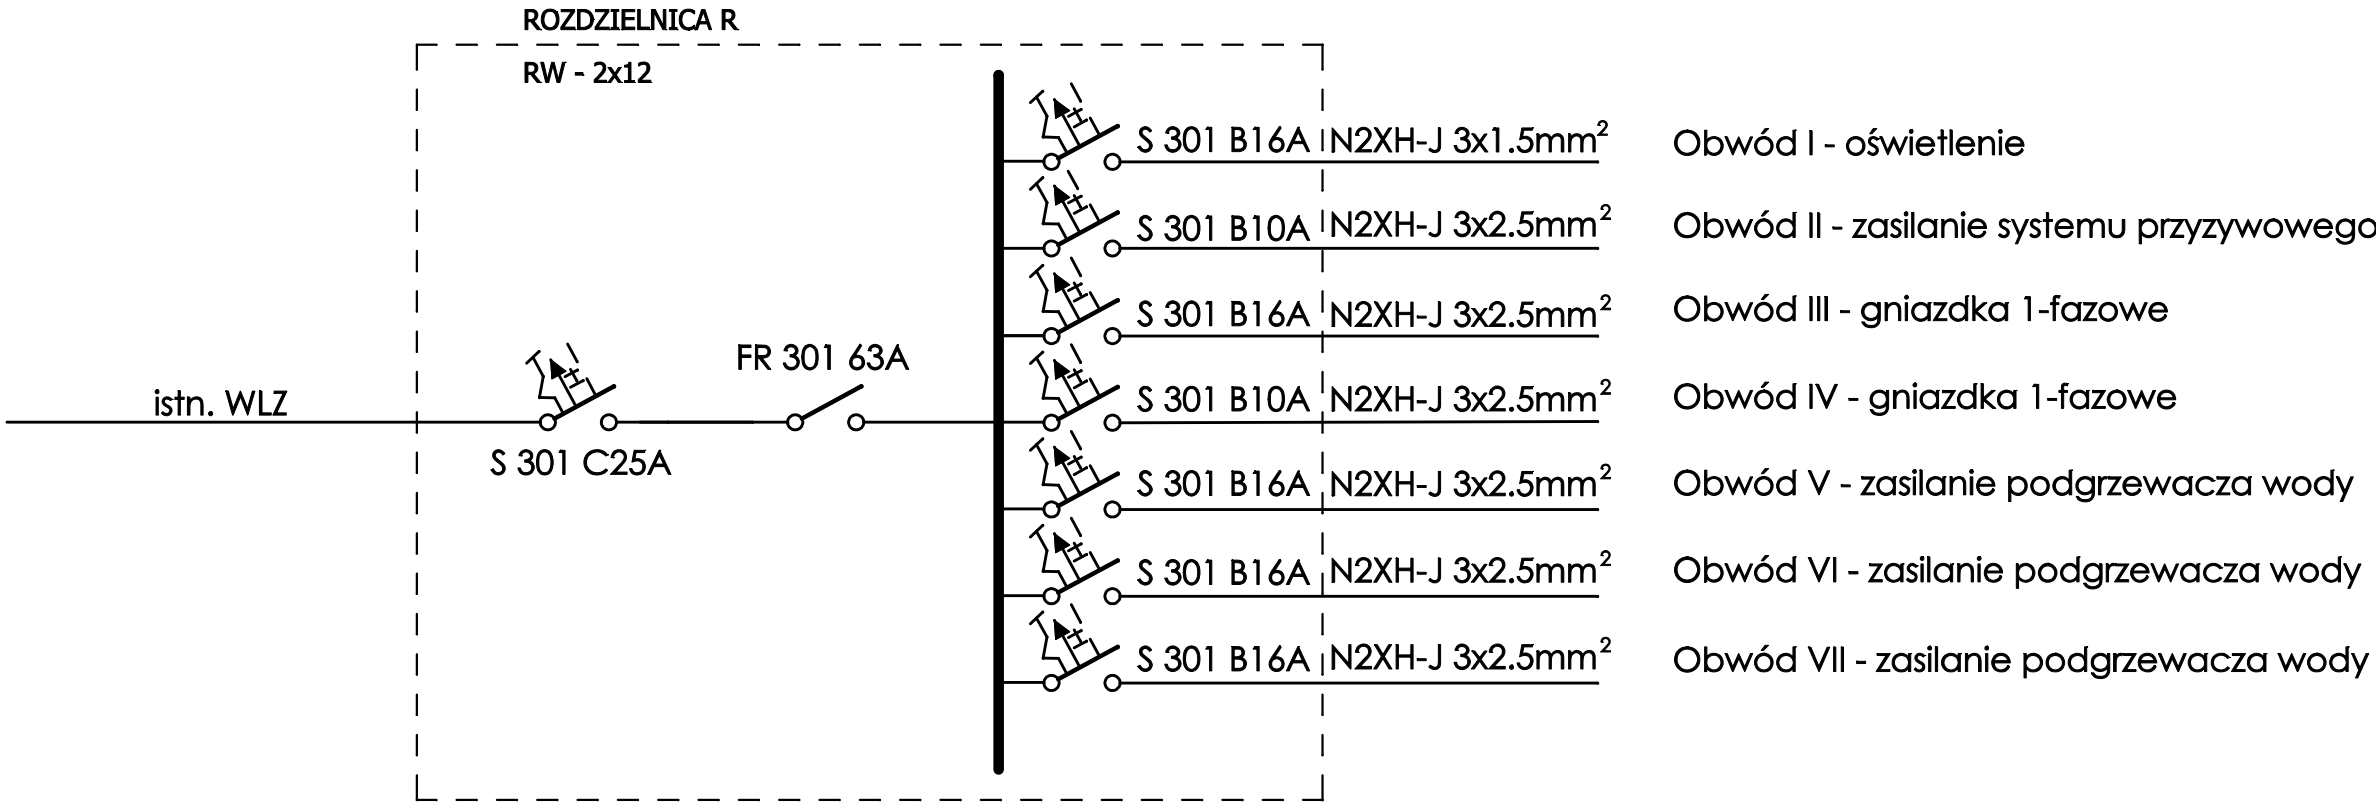 ROZDZIELNICA R
RW - 2x12
S 301 B16A N2XH-J 3x1.5mm² Obwód I - oświetlenie
S 301 B10A N2XH-J 3x2.5mm² Obwód II - zasilanie systemu przyzywowego
S 301 B16A N2XH-J 3x2.5mm² Obwód III - gniazdka 1-fazowe
FR 301 63A
istn. WLZ
S 301 B10A N2XH-J 3x2.5mm² Obwód IV - gniazdka 1-fazowe
S 301 C25A
S 301 B16A N2XH-J 3x2.5mm² Obwód V - zasilanie podgrzewacza wody
S 301 B16A N2XH-J 3x2.5mm² Obwód VI - zasilanie podgrzewacza wody
S 301 B16A N2XH-J 3x2.5mm² Obwód VII - zasilanie podgrzewacza wody